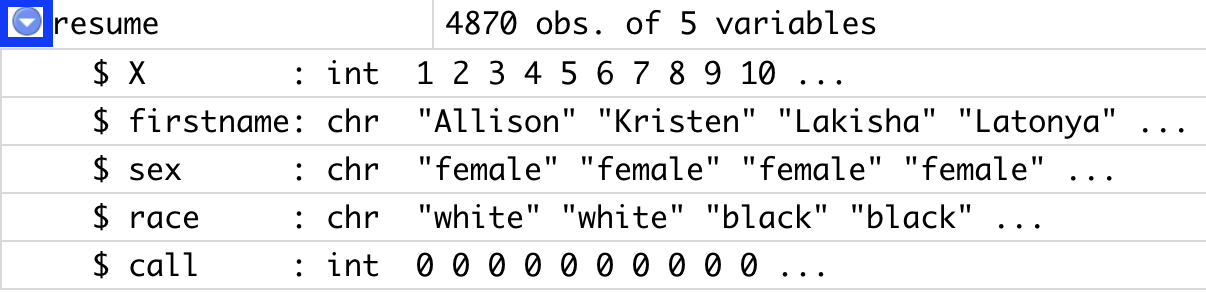 resume 4870 obs. of 5 variables
$ X : int 1 2 3 4 5 6 7 8 9 10 ...
$ firstname: chr "Allison" "Kristen" "Lakisha" "Latonya" ...
$ sex : chr "female" "female" "female" "female" ...
$ race : chr "white" "white" "black" "black" ...
$ call : int 0 0 0 0 0 0 0 0 0 0 ...